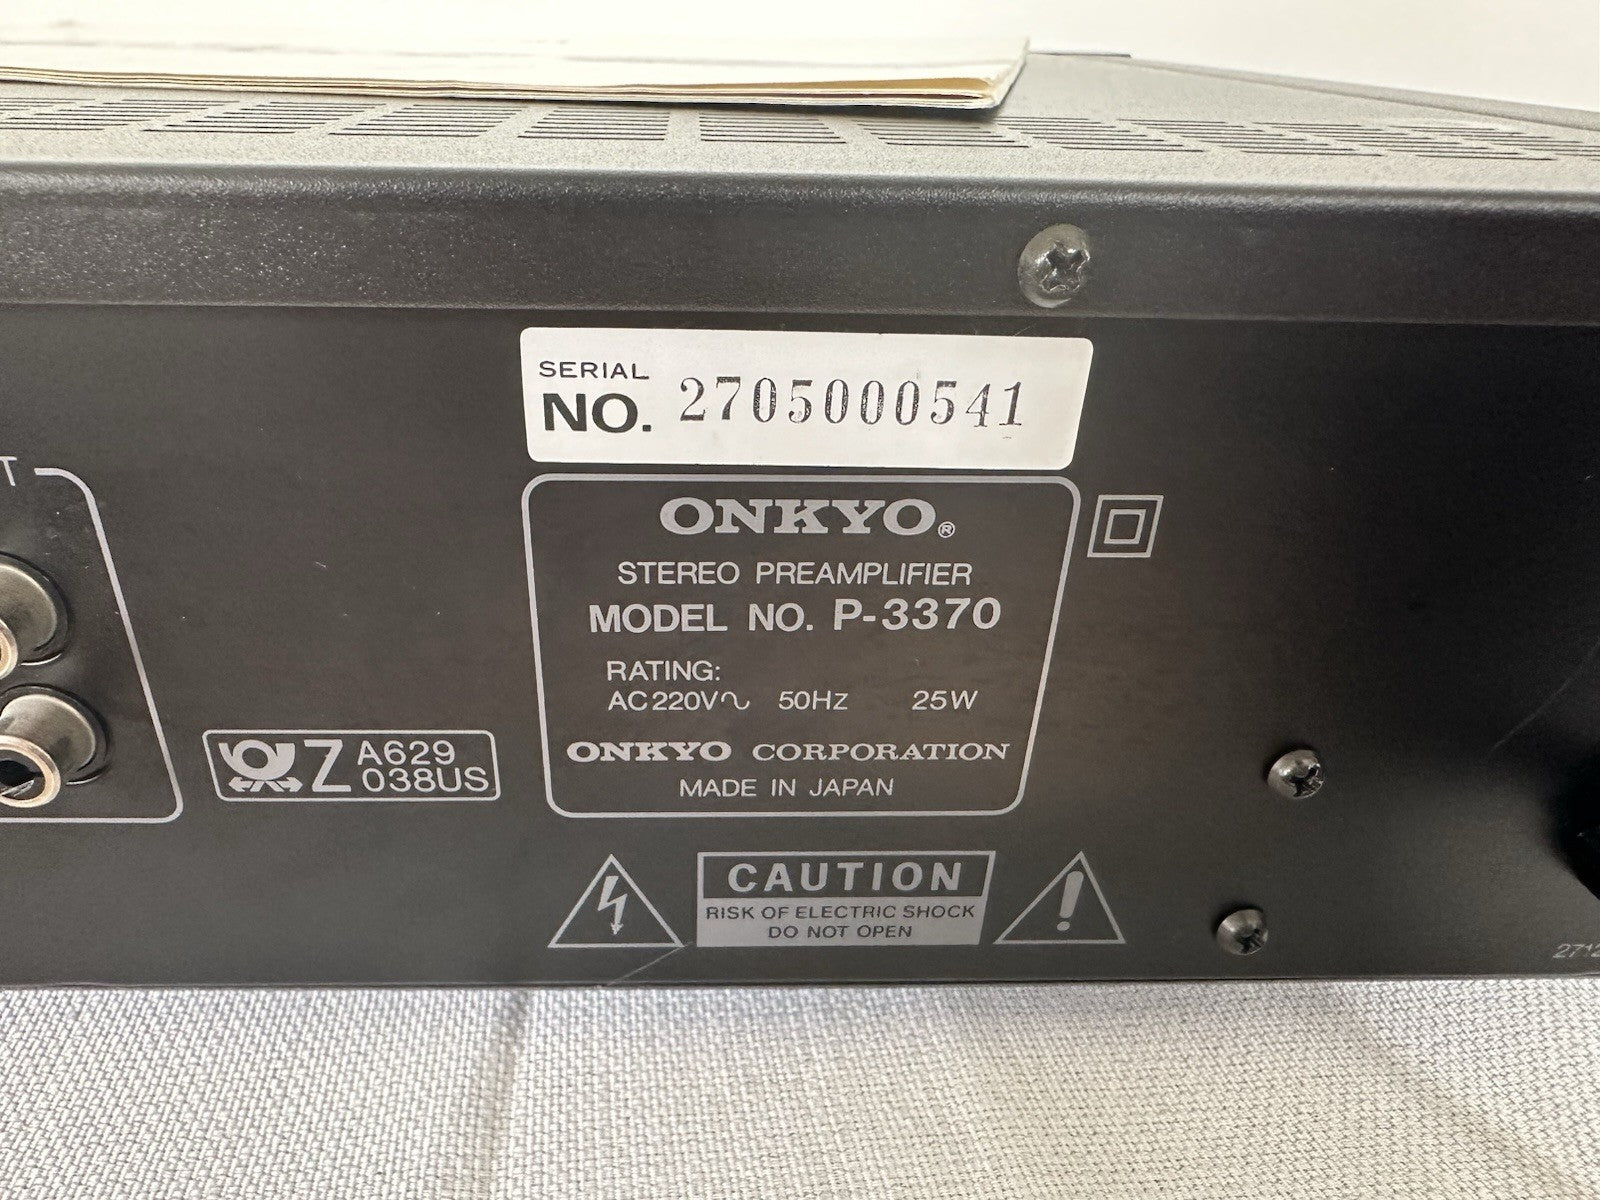 SERIAL
NO. 2705000541
T
ONKYO®
STEREO PREAMPLIFIER
MODEL NO. P-3370
RATING:
AC220V∿ 50Hz 25W
ONKYO CORPORATION
MADE IN JAPAN
Z A629
038US
CAUTION
RISK OF ELECTRIC SHOCK
DO NOT OPEN